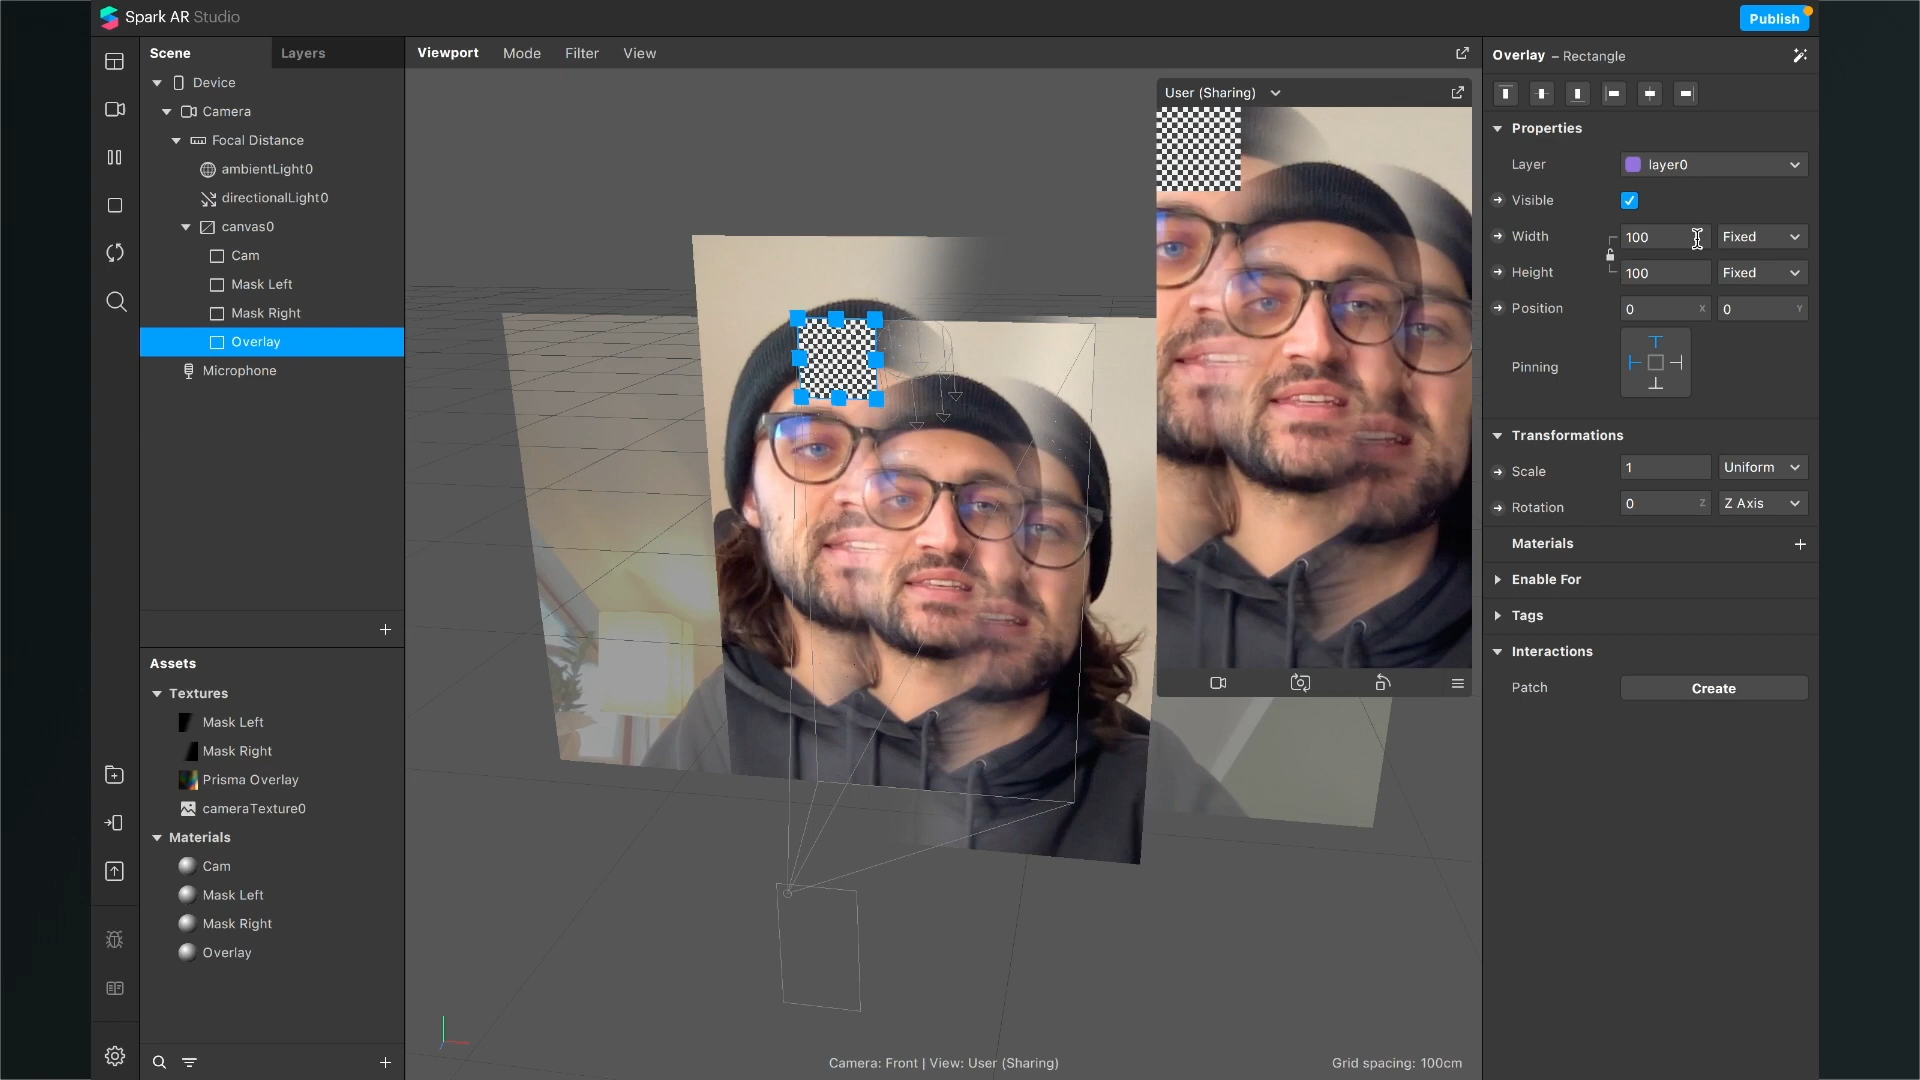 Spark AR Studio
Publish
Scene
Layers
Device
Camera
Focal Distance
ambientLight0
directionalLight0
canvas0
Cam
Mask Left
Mask Right
Overlay
Microphone
Assets
Textures
Mask Left
Mask Right
Prisma Overlay
cameraTexture0
Materials
Cam
Mask Left
Mask Right
Overlay
Viewport Mode Filter View
User (Sharing)
Camera: Front | View: User (Sharing)
Grid spacing: 100cm
Overlay – Rectangle
Properties
Layer layer0
Visible
Width 100 Fixed
Height 100 Fixed
Position 0 X 0 Y
Pinning
Transformations
Scale 1 Uniform
Rotation 0 Z Z Axis
Materials
Enable For
Tags
Interactions
Patch Create